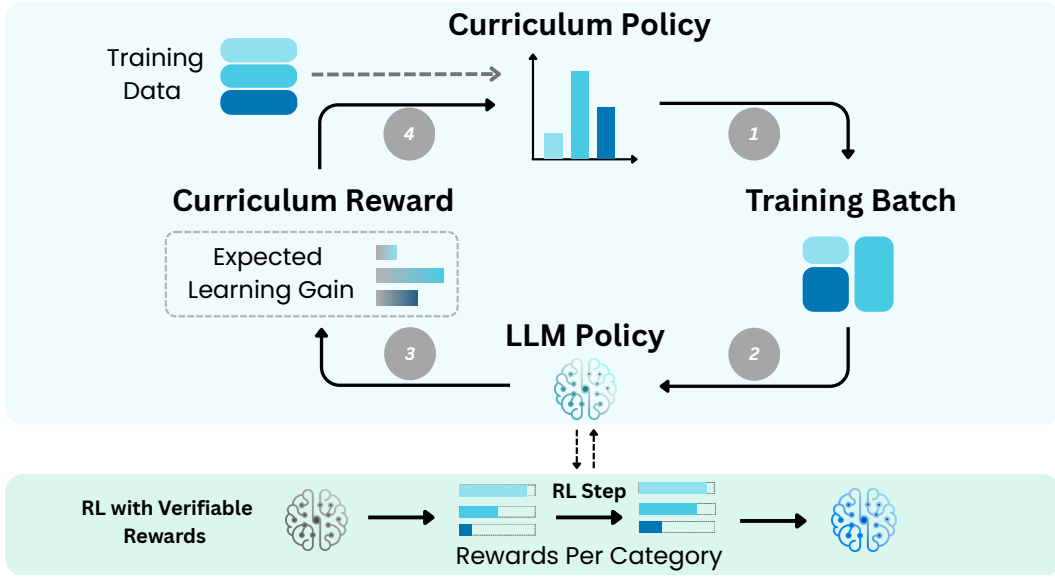 Curriculum Policy
Training
Data
4
1
Curriculum Reward
Training Batch
Expected
Learning Gain
LLM Policy
3
2
RL with Verifiable
Rewards
RL Step
Rewards Per Category